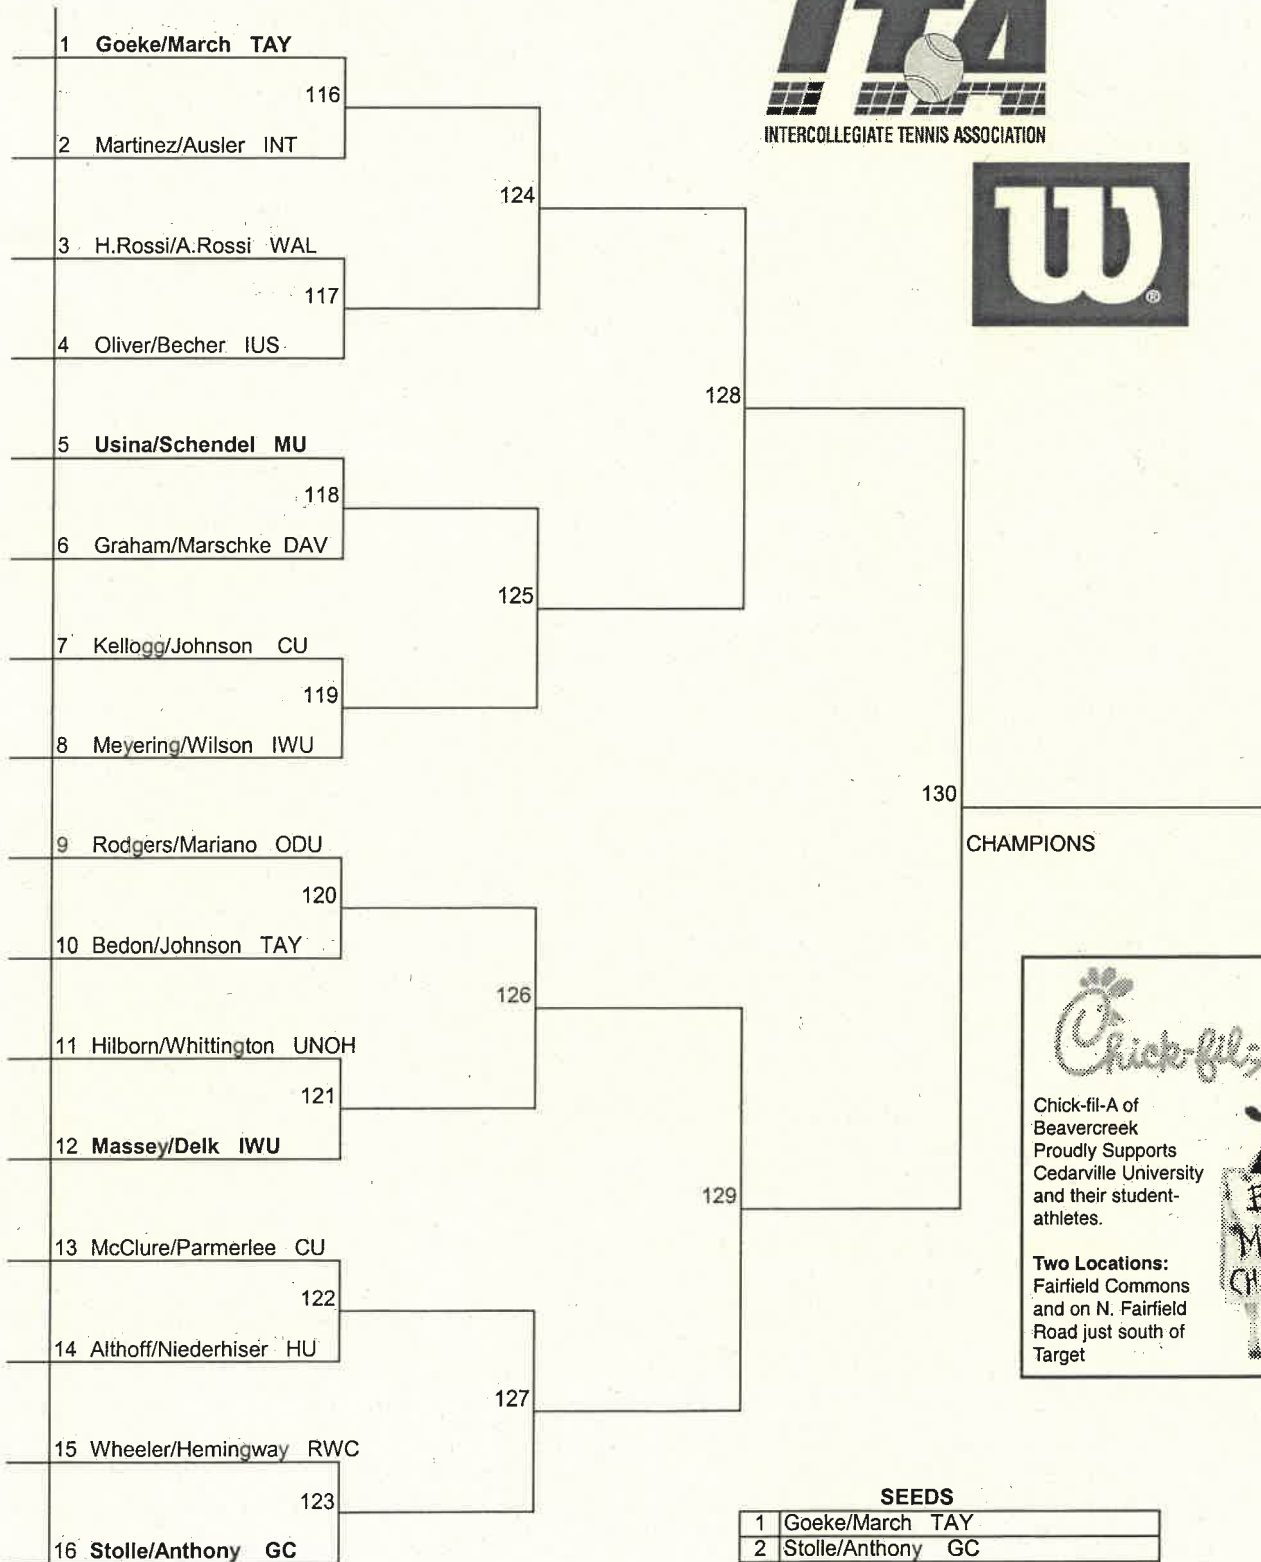 1 Goeke/March TAY
116
2 Martinez/Ausler INT
124
3 H.Rossi/A.Rossi WAL
117
4 Oliver/Becher IUS
128
5 Usina/Schendel MU
118
6 Graham/Marschke DAV
125
7 Kellogg/Johnson CU
119
8 Meyering/Wilson IWU
130
9 Rodgers/Mariano ODU
120
10 Bedon/Johnson TAY
126
11 Hilborn/Whittington UNOH
121
12 Massey/Delk IWU
129
13 McClure/Parmerlee CU
122
14 Althoff/Niederhiser HU
127
15 Wheeler/Hemingway RWC
123
16 Stolle/Anthony GC
ITA
INTERCOLLEGIATE TENNIS ASSOCIATION
W ®
CHAMPIONS
Chick-fil
Chick-fil-A of
Beavercreek
Proudly Supports
Cedarville University
and their student-
athletes.
Two Locations:
Fairfield Commons
and on N. Fairfield
Road just south of
Target
SEEDS
1 Goeke/March TAY
2 Stolle/Anthony GC